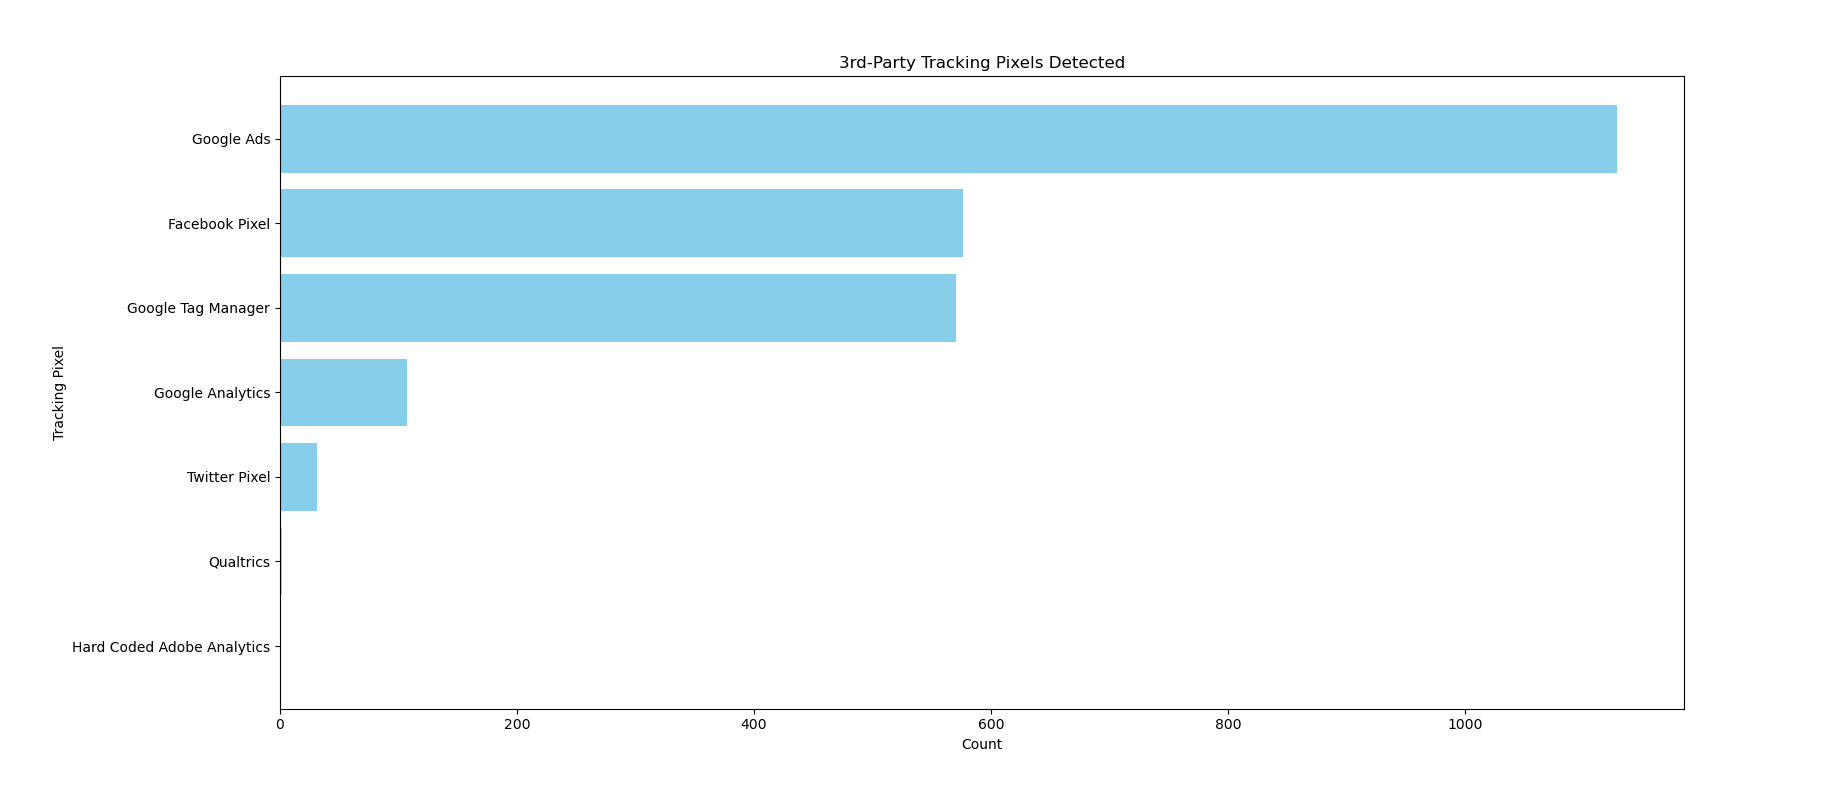 3rd-Party Tracking Pixels Detected
Google Ads
Facebook Pixel
Google Tag Manager
Google Analytics
Twitter Pixel
Qualtrics
Hard Coded Adobe Analytics
Tracking Pixel
0 200 400 600 800 1000
Count